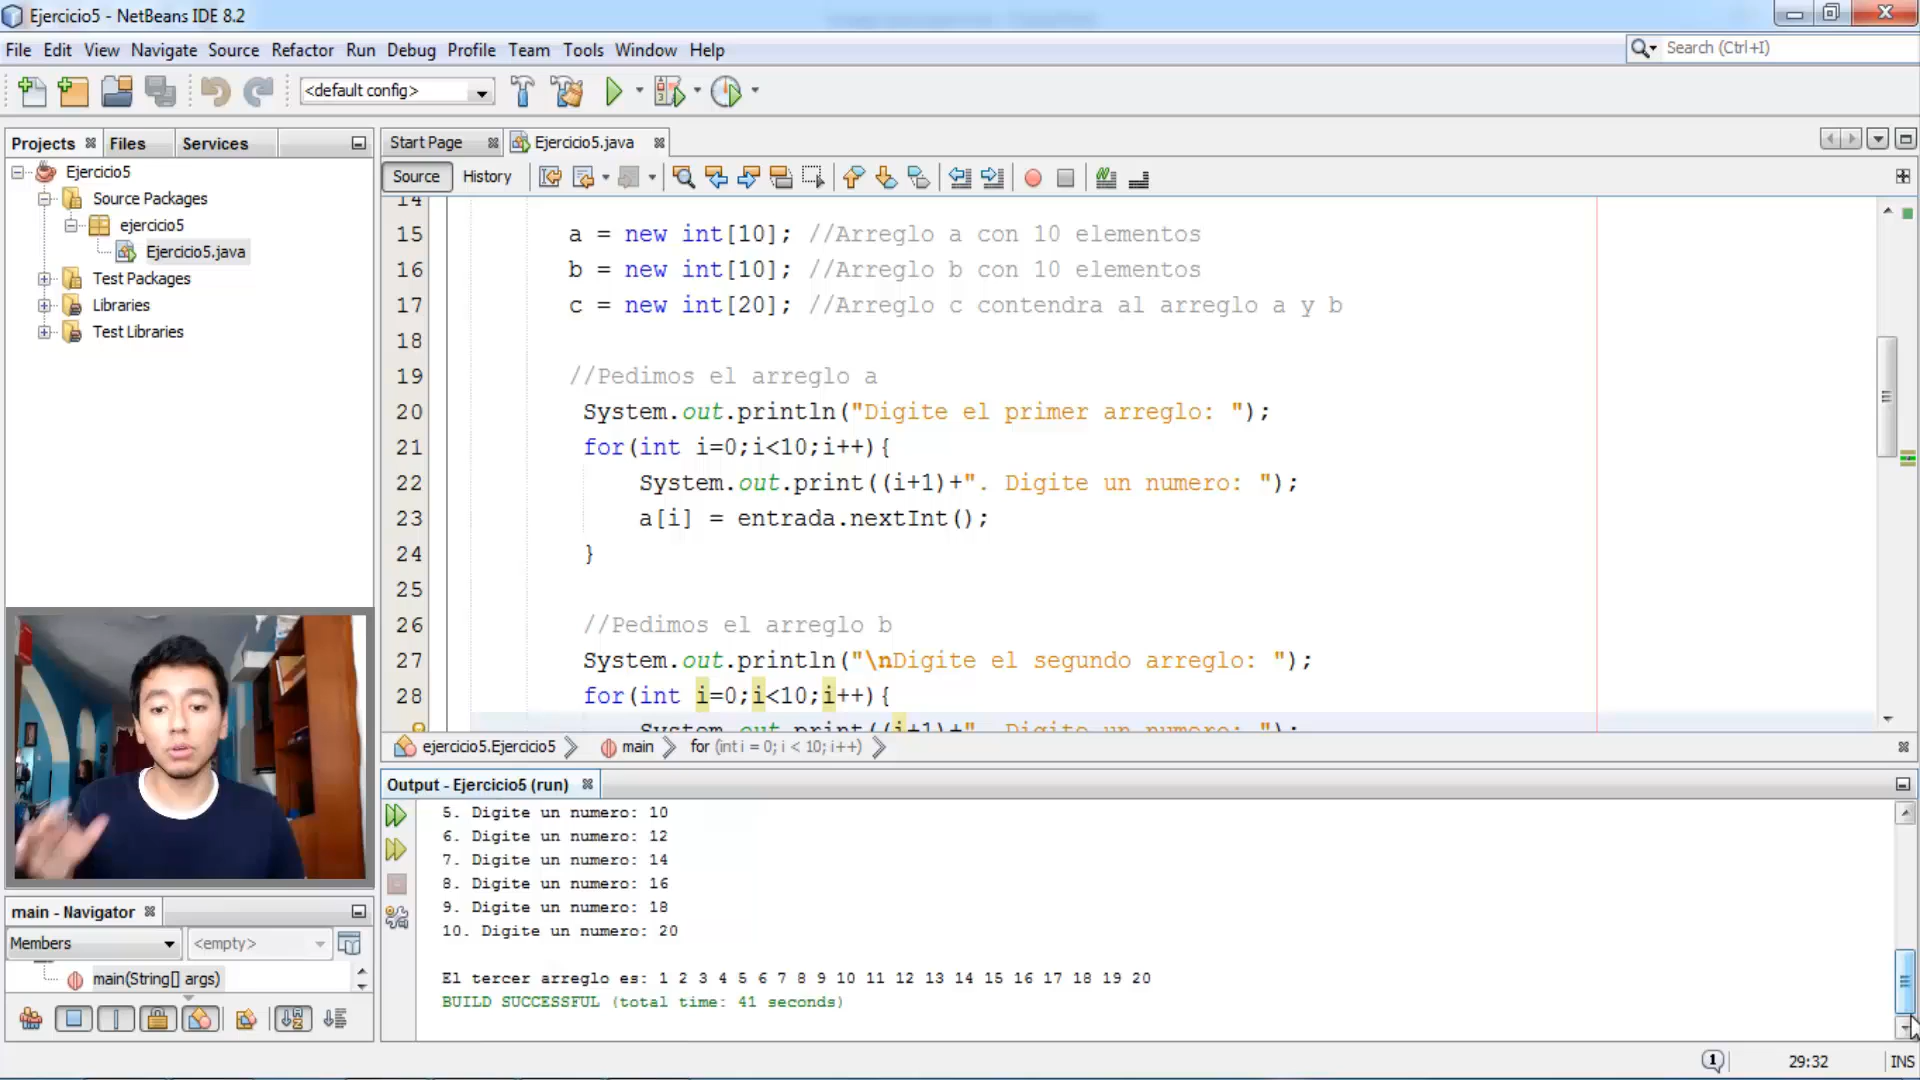 Ejercicio5 - NetBeans IDE 8.2
File Edit View Navigate Source Refactor Run Debug Profile Team Tools Window Help
Search (Ctrl+I)
<default config>
Projects Files Services
Start Page Ejercicio5.java
Source History
Ejercicio5
Source Packages
ejercicio5
Ejercicio5.java
Test Packages
Libraries
Test Libraries
14
15 a = new int[10]; //Arreglo a con 10 elementos
16 b = new int[10]; //Arreglo b con 10 elementos
17 c = new int[20]; //Arreglo c contendra al arreglo a y b
18
19 //Pedimos el arreglo a
20 System.out.println("Digite el primer arreglo: ");
21 for(int i=0;i<10;i++){
22 System.out.print((i+1)+". Digite un numero: ");
23 a[i] = entrada.nextInt();
24 }
25
26 //Pedimos el arreglo b
27 System.out.println("\nDigite el segundo arreglo: ");
28 for(int i=0;i<10;i++){
System.out.print((i+1)+". Digite un numero: ");
ejercicio5.Ejercicio5 main for (int i = 0; i < 10; i++)
Output - Ejercicio5 (run)
5. Digite un numero: 10
6. Digite un numero: 12
7. Digite un numero: 14
8. Digite un numero: 16
9. Digite un numero: 18
10. Digite un numero: 20
El tercer arreglo es: 1 2 3 4 5 6 7 8 9 10 11 12 13 14 15 16 17 18 19 20
BUILD SUCCESSFUL (total time: 41 seconds)
main - Navigator
Members <empty>
main(String[] args)
1 29:32 INS